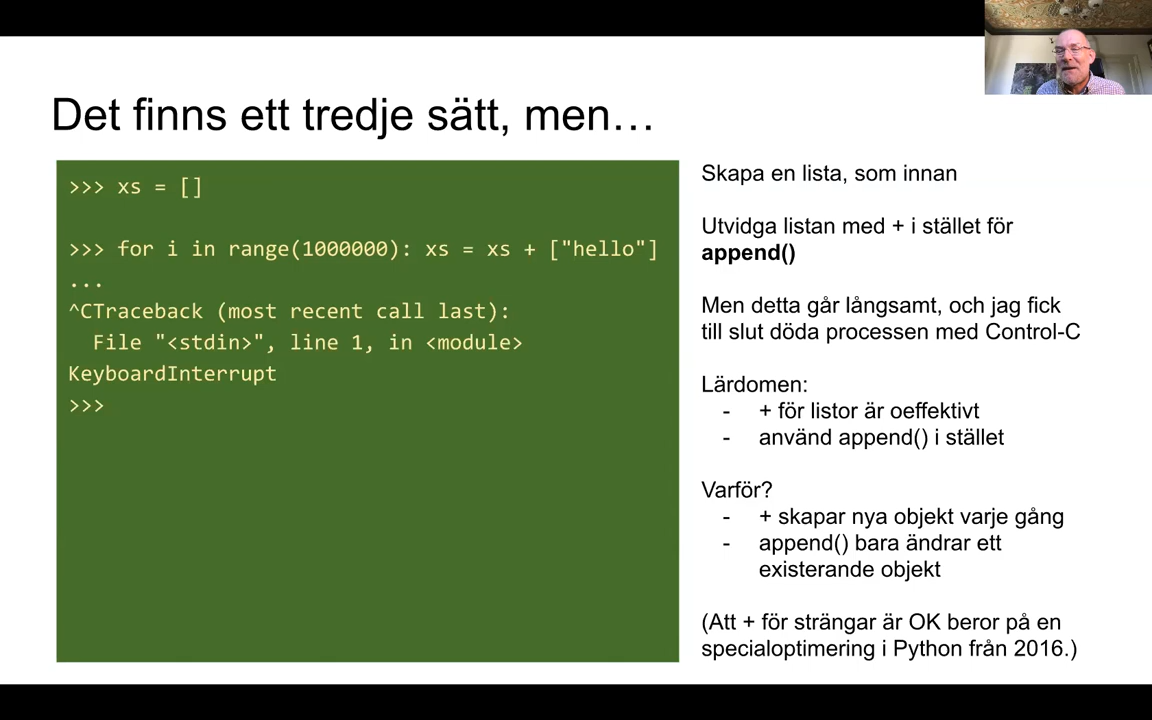 Det finns ett tredje sätt, men…
>>> xs = []
>>> for i in range(1000000): xs = xs + ["hello"]
...
^CTraceback (most recent call last):
  File "<stdin>", line 1, in <module>
KeyboardInterrupt
>>>
Skapa en lista, som innan
Utvidga listan med + i stället för
append()
Men detta går långsamt, och jag fick
till slut döda processen med Control-C
Lärdomen:
- + för listor är oeffektivt
- använd append() i stället
Varför?
- + skapar nya objekt varje gång
- append() bara ändrar ett
existerande objekt
(Att + för strängar är OK beror på en
specialoptimering i Python från 2016.)